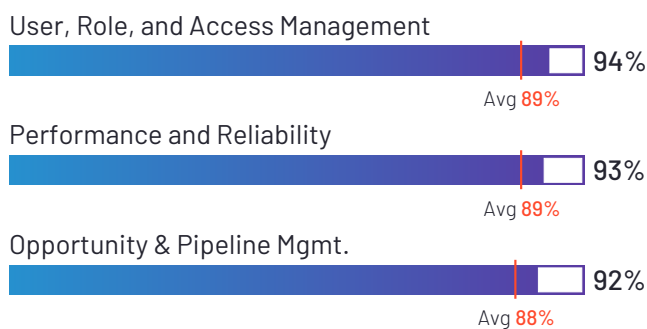 User, Role, and Access Management
94%
Avg 89%
Performance and Reliability
93%
Avg 89%
Opportunity & Pipeline Mgmt.
92%
Avg 88%